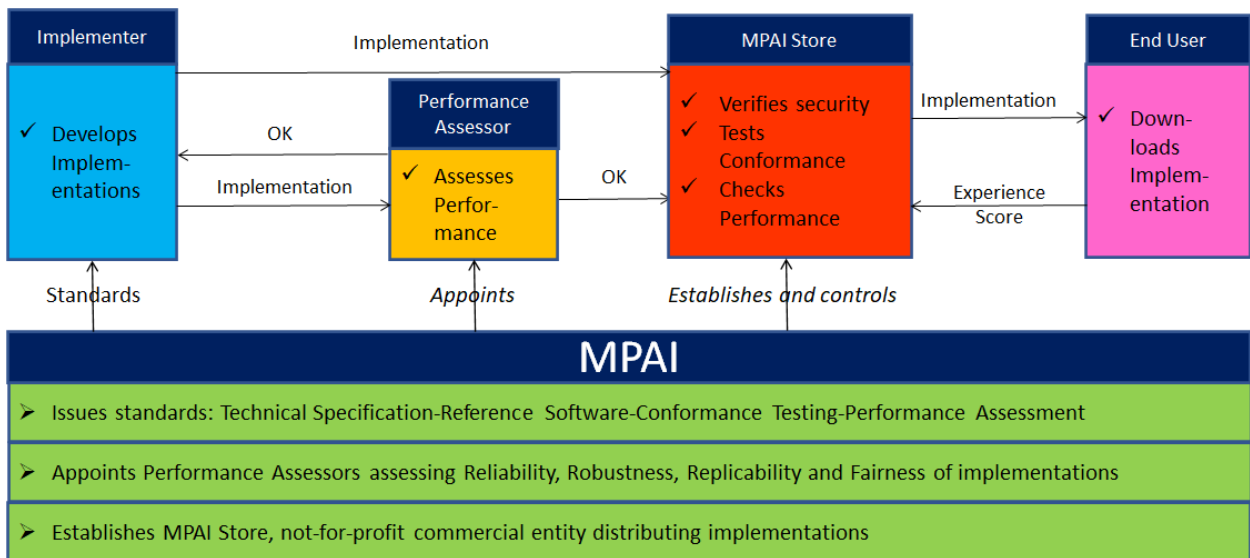 Implementer
✓ Develops
Implem-
entations
Implementation
OK
Implementation
Performance
Assessor
✓ Assesses
Perfor-
mance
OK
MPAI Store
✓ Verifies security
✓ Tests
Conformance
✓ Checks
Performance
Implementation
Experience
Score
End User
✓ Down-
loads
Implem-
entation
Standards
Appoints
Establishes and controls
MPAI
➢ Issues standards: Technical Specification-Reference Software-Conformance Testing-Performance Assessment
➢ Appoints Performance Assessors assessing Reliability, Robustness, Replicability and Fairness of implementations
➢ Establishes MPAI Store, not-for-profit commercial entity distributing implementations